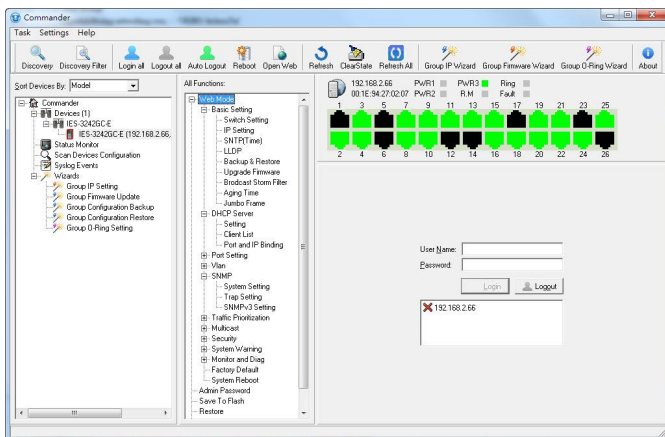 Commander
Task Settings Help
Discovery Discovery Filter Login all Logout all Auto Logout Reboot Open Web Refresh ClearState Refresh All Group IP Wizard Group Firmware Wizard Group O-Ring Wizard About
Sort Devices By: Model
Commander
Devices (1)
IES-3242GC-E
IES-3242GC-E (192.168.2.66,
Status Monitor
Scan Devices Configuration
Syslog Events
Wizards
Group IP Setting
Group Firmware Update
Group Configuration Backup
Group Configuration Restore
Group O-Ring Setting
All Functions:
Web Mode
Basic Setting
Switch Setting
IP Setting
SNTP(Time)
LLDP
Backup & Restore
Upgrade Firmware
Brodcast Storm Filter
Aging Time
Jumbo Frame
DHCP Server
Setting
Client List
Port and IP Binding
Port Setting
Vlan
SNMP
System Setting
Trap Setting
SNMPv3 Setting
Traffic Prioritization
Multicast
Security
System Warning
Monitor and Diag
Factory Default
System Reboot
Admin Password
Save To Flash
Restore
192.168.2.66 PWR1 PWR3 Ring
00:1E:94:27:02:07 PWR2 R.M Fault
1 3 5 7 9 11 13 15 17 19 21 23 25
2 4 6 8 10 12 14 16 18 20 22 24 26
User Name:
Password:
Login Loggut
192.168.2.66